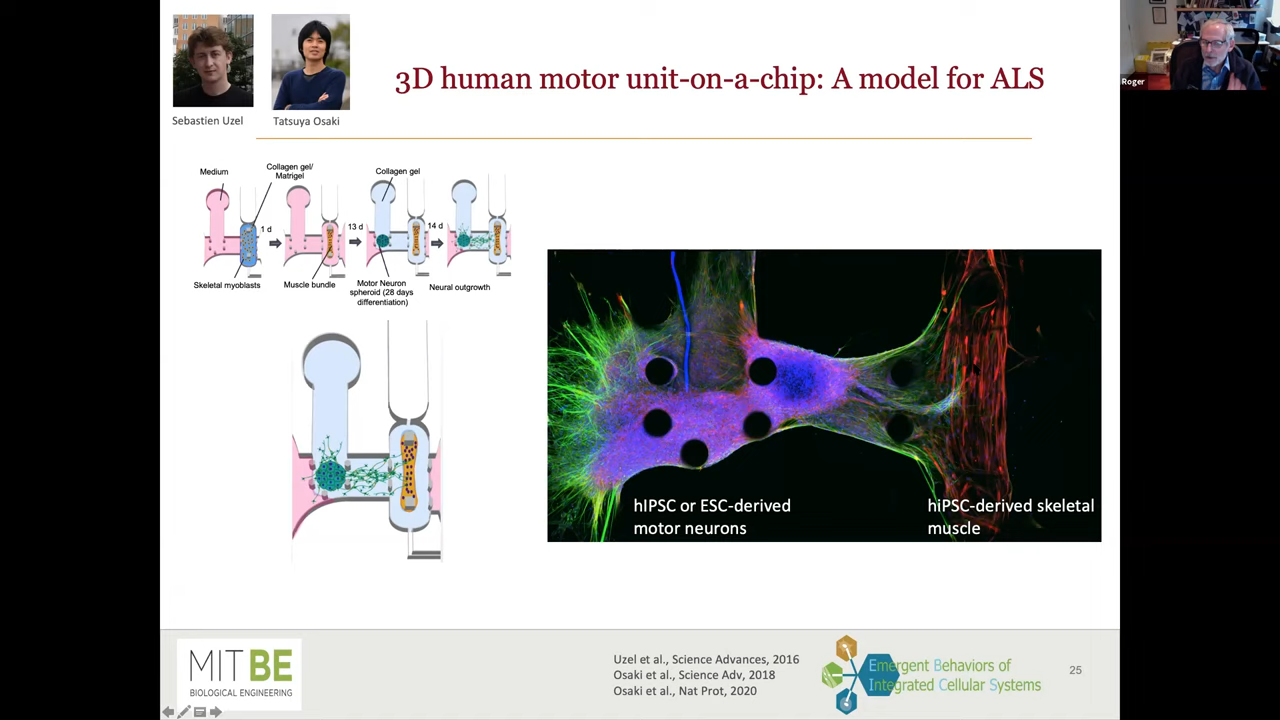 3D human motor unit-on-a-chip: A model for ALS
Roger
Sebastien Uzel
Tatsuya Osaki
Medium
Collagen gel/
Matrigel
Collagen gel
1 d
13 d
14 d
Skeletal myoblasts
Muscle bundle
Motor Neuron
spheroid (28 days
differentiation)
Neural outgrowth
hIPSC or ESC-derived
motor neurons
hiPSC-derived skeletal
muscle
MIT BE
BIOLOGICAL ENGINEERING
Uzel et al., Science Advances, 2016
Osaki et al., Science Adv, 2018
Osaki et al., Nat Prot, 2020
Emergent Behaviors of
Integrated Cellular Systems
25